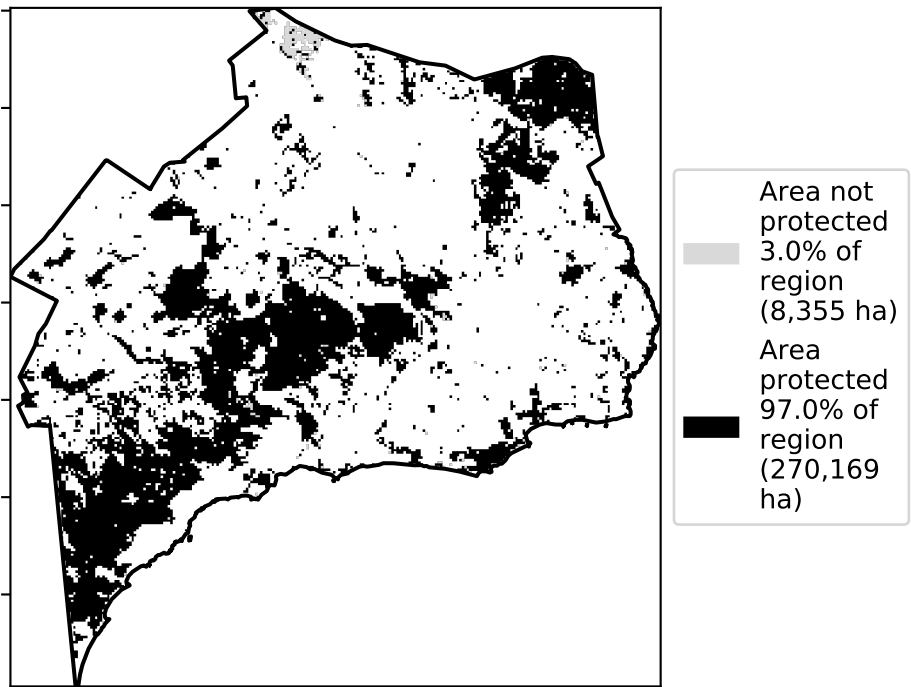 Area not
protected
3.0% of
region
(8,355 ha)
Area
protected
97.0% of
region
(270,169
ha)